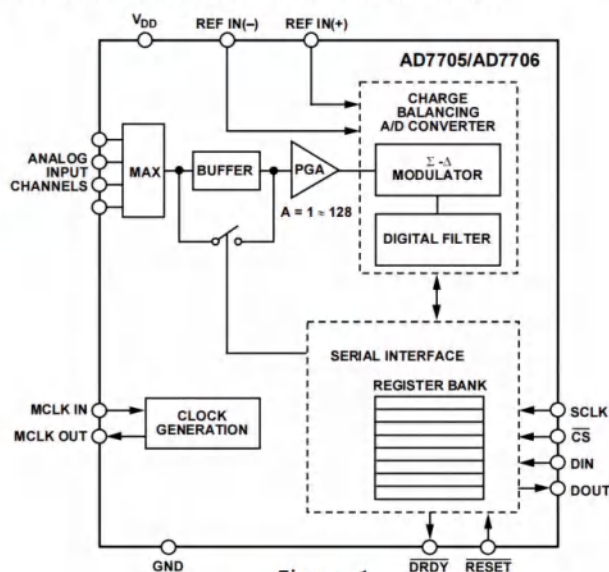 VDD
REF IN(–)
REF IN(+)
AD7705/AD7706
CHARGE
BALANCING
A/D CONVERTER
ANALOG
INPUT
CHANNELS
MAX
BUFFER
PGA
A = 1 ≈ 128
Σ-Δ
MODULATOR
DIGITAL FILTER
SERIAL INTERFACE
REGISTER BANK
MCLK IN
MCLK OUT
CLOCK
GENERATION
SCLK
CS
DIN
DOUT
GND
DRDY
RESET